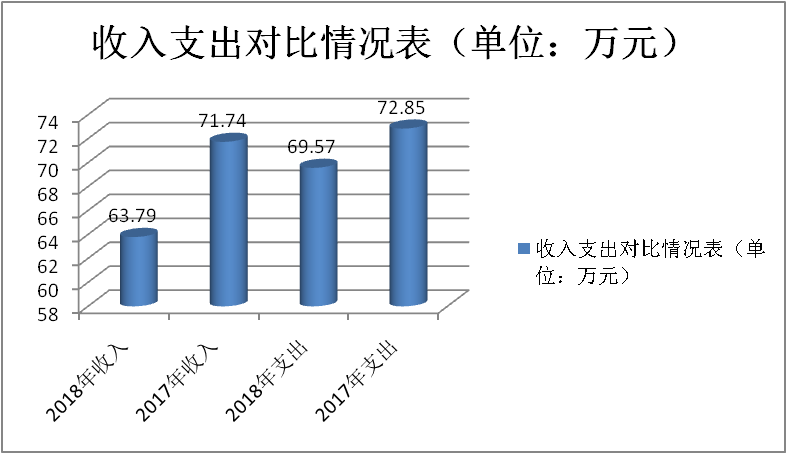 收入支出对比情况表（单位：万元）
74
72
70
68
66
64
62
60
58
63.79
71.74
69.57
72.85
2018年收入
2017年收入
2018年支出
2017年支出
收入支出对比情况表（单
位：万元）